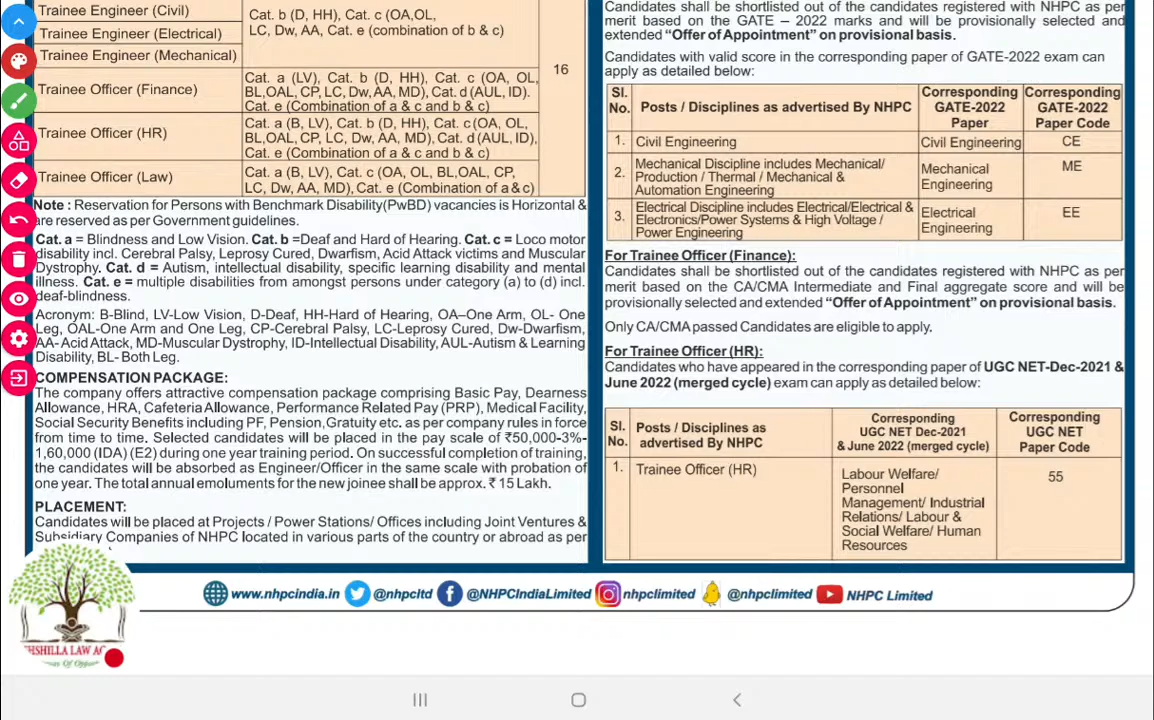 Trainee Engineer (Civil)
Trainee Engineer (Electrical)
Trainee Engineer (Mechanical)
Cat. b (D, HH), Cat. c (OA,OL,
LC, Dw, AA, Cat. e (combination of b & c)
16
Trainee Officer (Finance)
Cat. a (LV), Cat. b (D, HH), Cat. c (OA, OL,
BL,OAL, CP, LC, Dw, AA, MD), Cat. d (AUL, ID).
Cat. e (Combination of a & c and b & c)
Trainee Officer (HR)
Cat. a (B, LV), Cat. b (D, HH), Cat. c (OA, OL,
BL,OAL, CP, LC, Dw, AA, MD), Cat. d (AUL, ID),
Cat. e (Combination of a & c and b & c)
Trainee Officer (Law)
Cat. a (B, LV), Cat. c (OA, OL, BL,OAL, CP,
LC, Dw, AA, MD), Cat. e (Combination of a & c)
Note : Reservation for Persons with Benchmark Disability(PwBD) vacancies is Horizontal &
are reserved as per Government guidelines.
Cat. a = Blindness and Low Vision. Cat. b =Deaf and Hard of Hearing. Cat. c = Loco motor
disability incl. Cerebral Palsy, Leprosy Cured, Dwarfism, Acid Attack victims and Muscular
Dystrophy. Cat. d = Autism, intellectual disability, specific learning disability and mental
illness. Cat. e = multiple disabilities from amongst persons under category (a) to (d) incl.
deaf-blindness.
Acronym: B-Blind, LV-Low Vision, D-Deaf, HH-Hard of Hearing, OA–One Arm, OL- One
Leg, OAL-One Arm and One Leg, CP-Cerebral Palsy, LC-Leprosy Cured, Dw-Dwarfism,
AA- Acid Attack, MD-Muscular Dystrophy, ID-Intellectual Disability, AUL-Autism & Learning
Disability, BL- Both Leg.
COMPENSATION PACKAGE:
The company offers attractive compensation package comprising Basic Pay, Dearness
Allowance, HRA, Cafeteria Allowance, Performance Related Pay (PRP), Medical Facility,
Social Security Benefits including PF, Pension,Gratuity etc. as per company rules in force
from time to time. Selected candidates will be placed in the pay scale of ₹50,000-3%-
1,60,000 (IDA) (E2) during one year training period. On successful completion of training,
the candidates will be absorbed as Engineer/Officer in the same scale with probation of
one year. The total annual emoluments for the new joinee shall be approx. ₹ 15 Lakh.
PLACEMENT:
Candidates will be placed at Projects / Power Stations/ Offices including Joint Ventures &
Subsidiary Companies of NHPC located in various parts of the country or abroad as per
Candidates shall be shortlisted out of the candidates registered with NHPC as per
merit based on the GATE – 2022 marks and will be provisionally selected and
extended “Offer of Appointment” on provisional basis.
Candidates with valid score in the corresponding paper of GATE-2022 exam can
apply as detailed below:
Sl. No.
Posts / Disciplines as advertised By NHPC
Corresponding GATE-2022 Paper
Corresponding GATE-2022 Paper Code
1. Civil Engineering
Civil Engineering
CE
2.
Mechanical Discipline includes Mechanical/
Production / Thermal / Mechanical &
Automation Engineering
Mechanical
Engineering
ME
3.
Electrical Discipline includes Electrical/Electrical &
Electronics/Power Systems & High Voltage /
Power Engineering
Electrical
Engineering
EE
For Trainee Officer (Finance):
Candidates shall be shortlisted out of the candidates registered with NHPC as per
merit based on the CA/CMA Intermediate and Final aggregate score and will be
provisionally selected and extended “Offer of Appointment” on provisional basis.
Only CA/CMA passed Candidates are eligible to apply.
For Trainee Officer (HR):
Candidates who have appeared in the corresponding paper of UGC NET-Dec-2021 &
June 2022 (merged cycle) exam can apply as detailed below:
Sl. No.
Posts / Disciplines as
advertised By NHPC
Corresponding
UGC NET Dec-2021
& June 2022 (merged cycle)
Corresponding
UGC NET
Paper Code
1. Trainee Officer (HR)
Labour Welfare/
Personnel
Management/ Industrial
Relations/ Labour &
Social Welfare/ Human
Resources
55
www.nhpcindia.in @nhpcltd @NHPCIndiaLimited nhpclimited @nhpclimited NHPC Limited